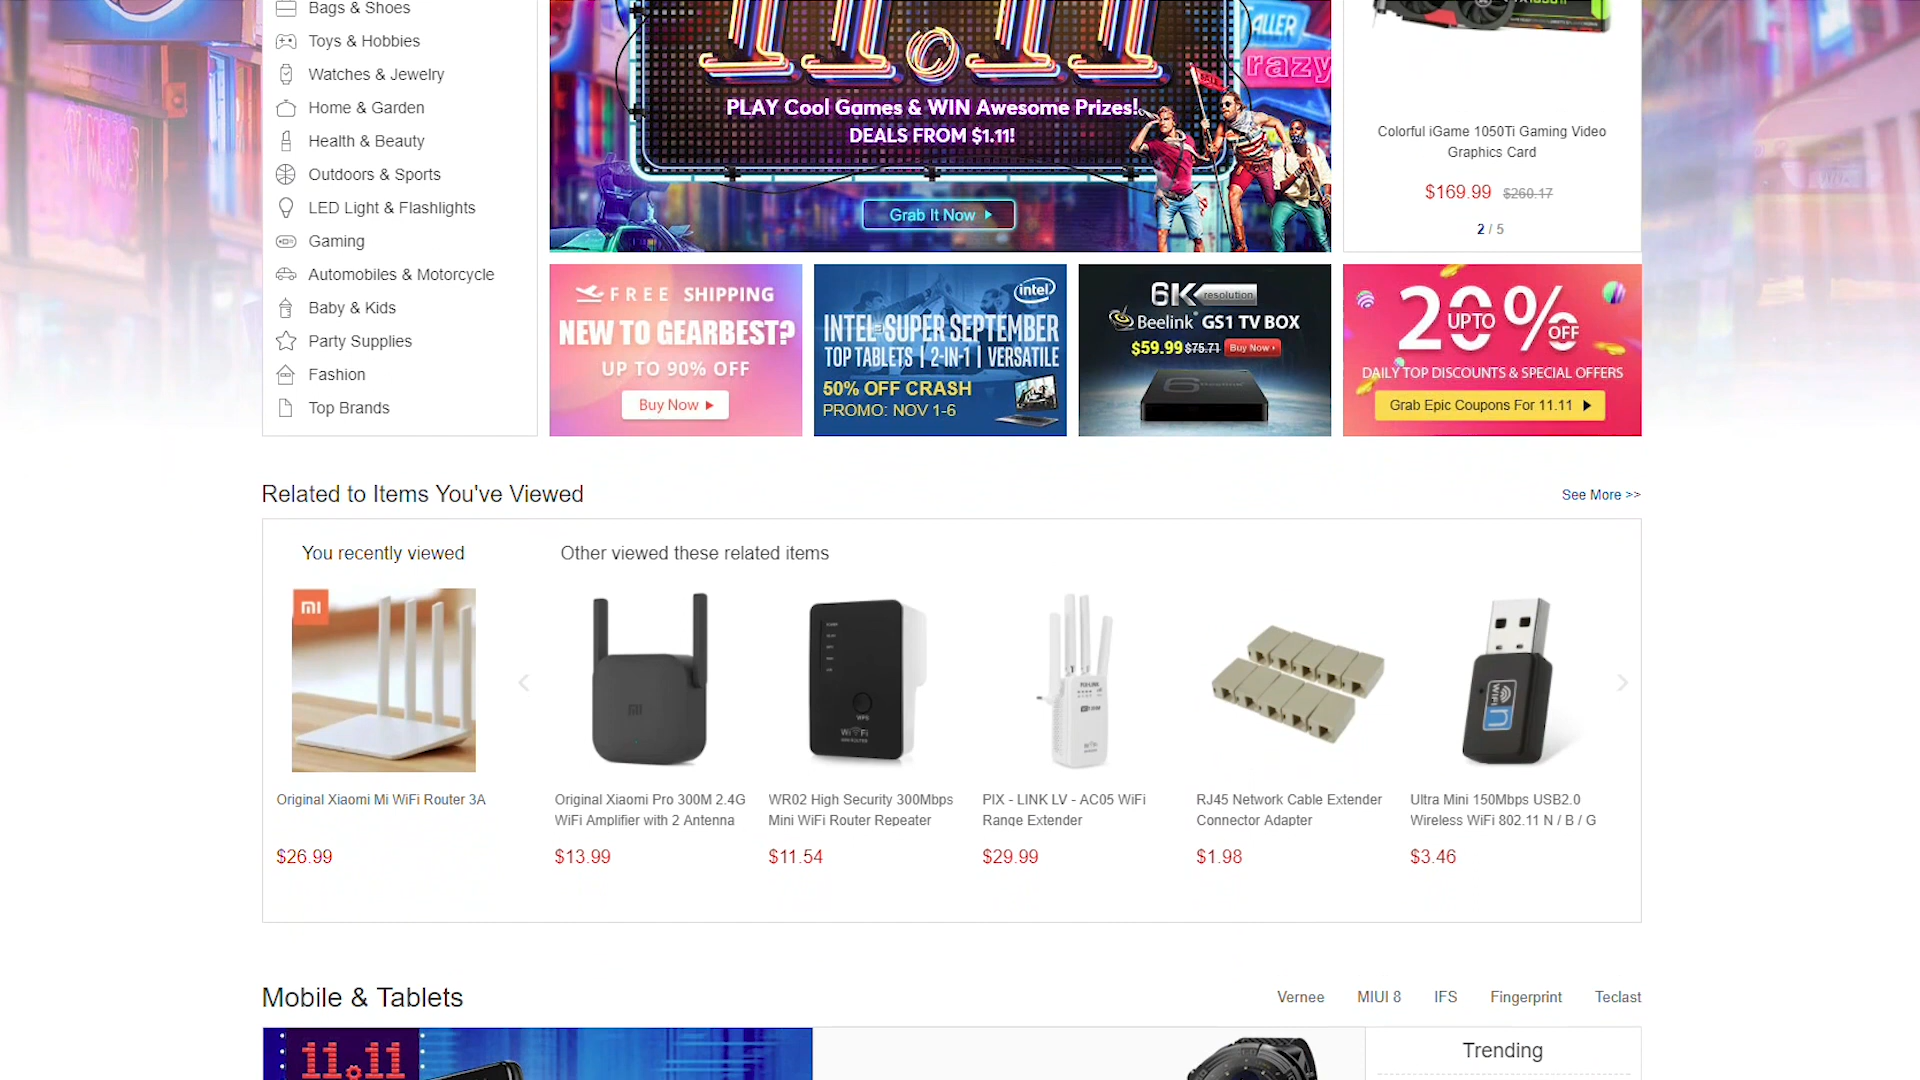 Bags & Shoes
Toys & Hobbies
Watches & Jewelry
Home & Garden
Health & Beauty
Outdoors & Sports
LED Light & Flashlights
Gaming
Automobiles & Motorcycle
Baby & Kids
Party Supplies
Fashion
Top Brands
11.11
PLAY Cool Games & WIN Awesome Prizes!
DEALS FROM $1.11!
Grab It Now
SALE
Colorful iGame 1050Ti Gaming Video
Graphics Card
$169.99 $260.17
2 / 5
FREE SHIPPING
NEW TO GEARBEST?
UP TO 90% OFF
Buy Now
intel
INTEL SUPER SEPTEMBER
TOP TABLETS | 2-IN-1 | VERSATILE
50% OFF CRASH
PROMO: NOV 1-6
6K resolution
Beelink GS1 TV BOX
$59.99 $75.71 Buy Now
UPTO 20% OFF
DAILY TOP DISCOUNTS & SPECIAL OFFERS
Grab Epic Coupons For 11.11
Related to Items You've Viewed
See More >>
You recently viewed
Other viewed these related items
Original Xiaomi Mi WiFi Router 3A
$26.99
Original Xiaomi Pro 300M 2.4G
WiFi Amplifier with 2 Antenna
$13.99
WR02 High Security 300Mbps
Mini WiFi Router Repeater
$11.54
PIX - LINK LV - AC05 WiFi
Range Extender
$29.99
RJ45 Network Cable Extender
Connector Adapter
$1.98
Ultra Mini 150Mbps USB2.0
Wireless WiFi 802.11 N / B / G
$3.46
Mobile & Tablets
Vernee
MIUI 8
IFS
Fingerprint
Teclast
11.11
Trending